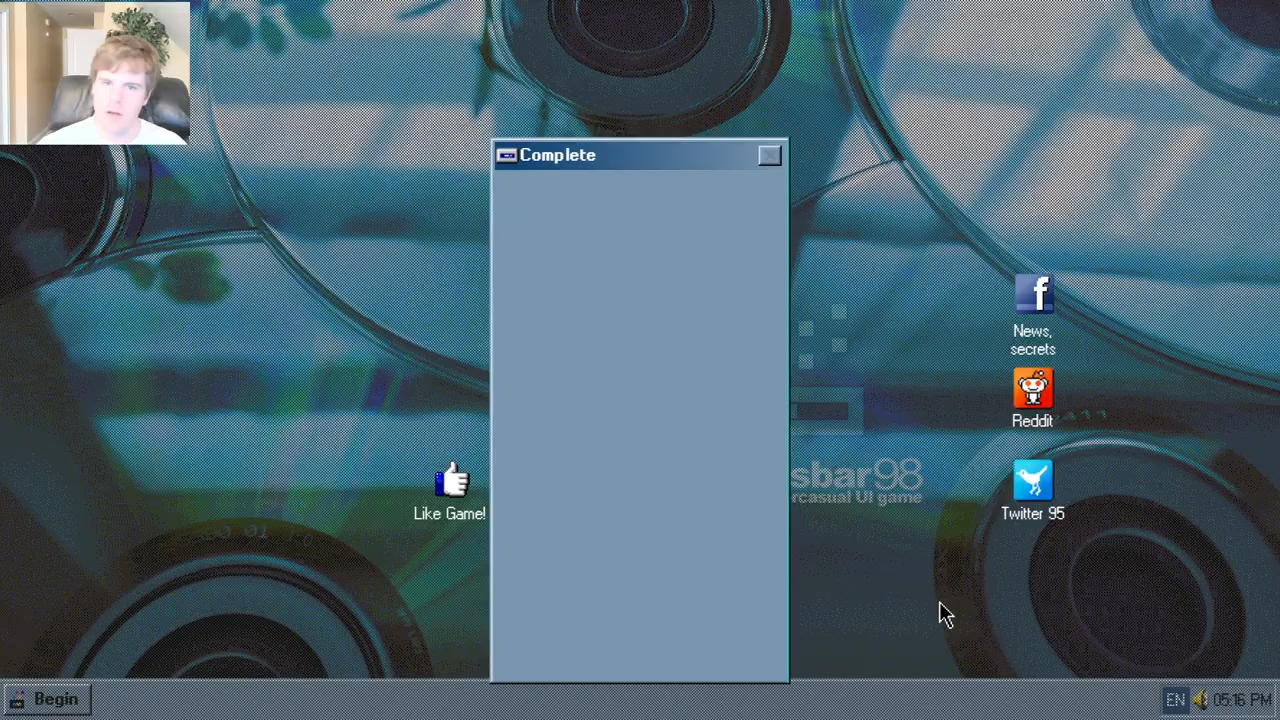 Complete
News,
secrets
Reddit
sbar98
rcasual UI game
Like Game!
Twitter 95
Begin
EN
05:16 PM